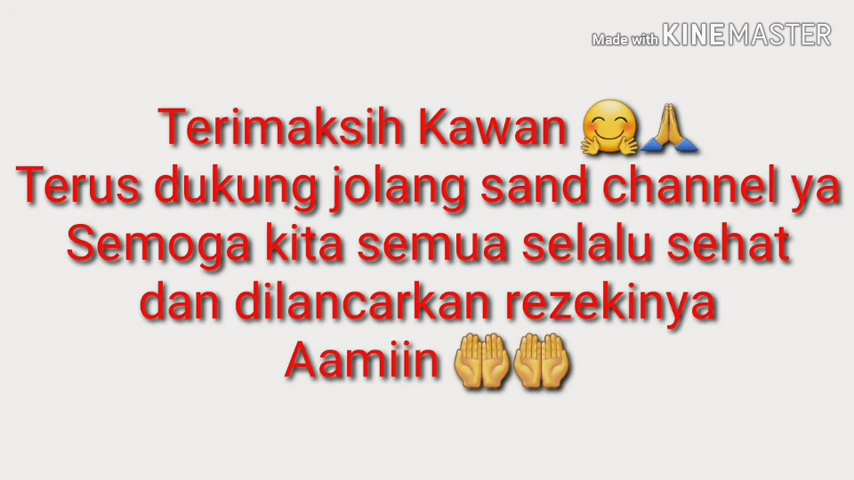 Made with KINEMASTER
Terimaksih Kawan 🤗🙏
Terus dukung jolang sand channel ya
Semoga kita semua selalu sehat
dan dilancarkan rezekinya
Aamiin 🤲🤲